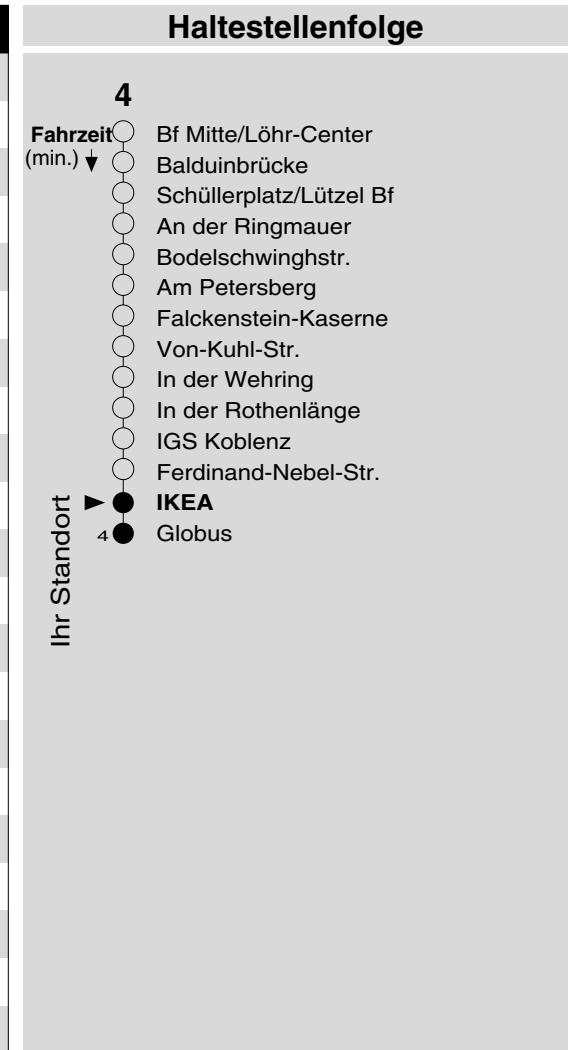 Haltestellenfolge
4
Fahrzeit
(min.)
Bf Mitte/Löhr-Center
Balduinbrücke
Schüllerplatz/Lützel Bf
An der Ringmauer
Bodelschwinghstr.
Am Petersberg
Falckenstein-Kaserne
Von-Kuhl-Str.
In der Wehring
In der Rothenlänge
IGS Koblenz
Ferdinand-Nebel-Str.
IKEA
4 Globus
Ihr Standort